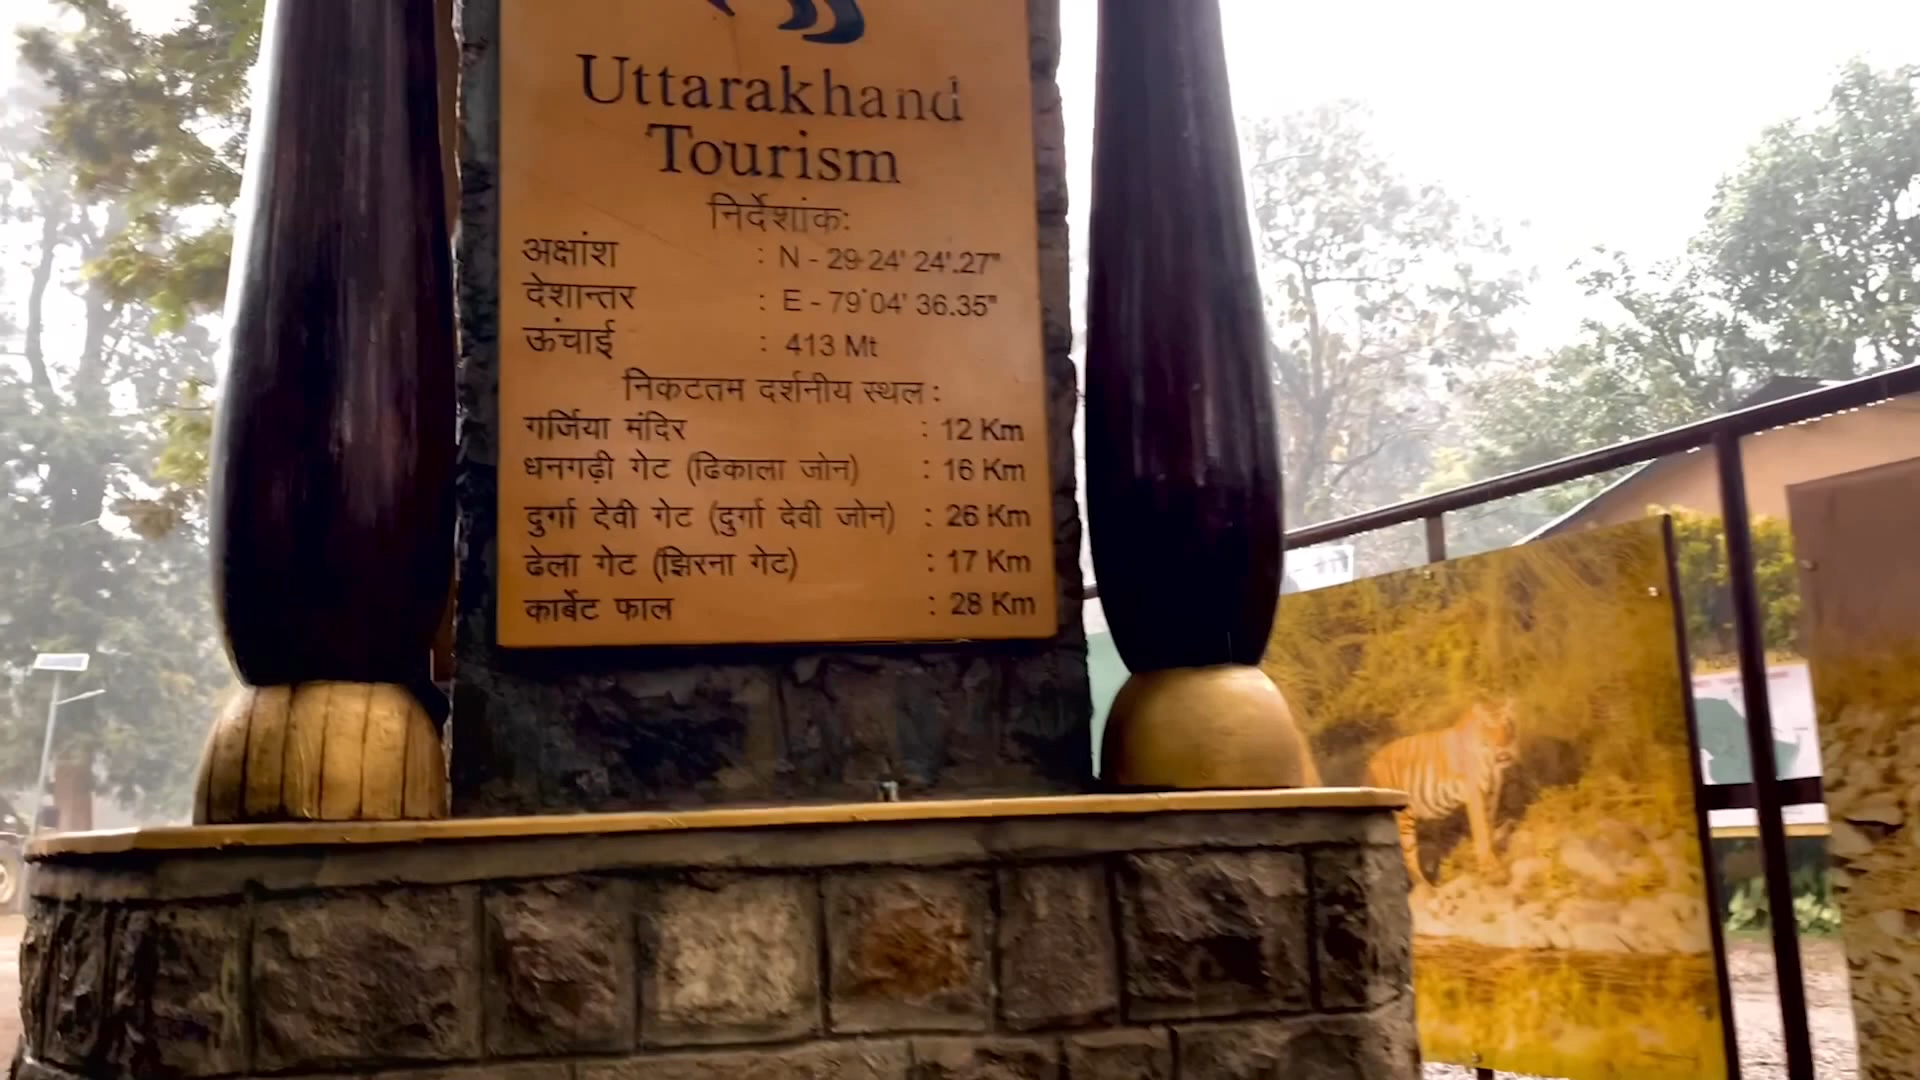 Uttarakhand
Tourism
निर्देशांकः
अक्षांश : N - 29 24' 24'.27"
देशान्तर : E - 79°04' 36.35"
ऊंचाई : 413 Mt
निकटतम दर्शनीय स्थल :
गर्जिया मंदिर : 12 Km
धनगढ़ी गेट (ढिकाला जोन) : 16 Km
दुर्गा देवी गेट (दुर्गा देवी जोन) : 26 Km
ढेला गेट (झिरना गेट) : 17 Km
कार्बेट फाल : 28 Km